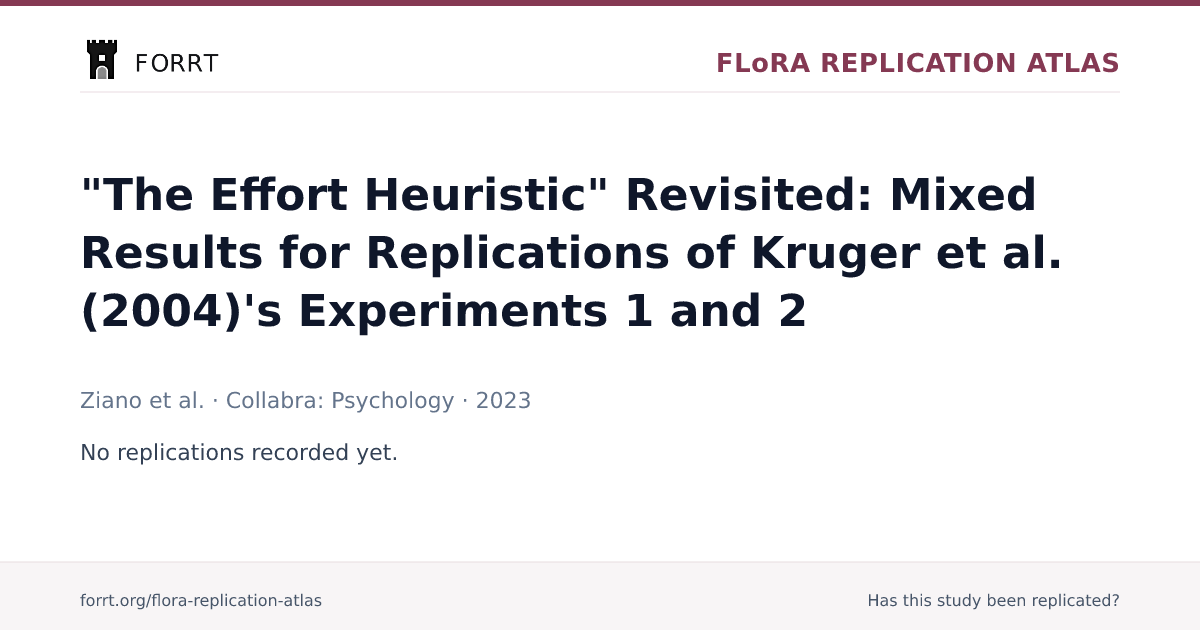 FORRT
FLoRA REPLICATION ATLAS
"The Effort Heuristic" Revisited: Mixed
Results for Replications of Kruger et al.
(2004)'s Experiments 1 and 2
Ziano et al. · Collabra: Psychology · 2023
No replications recorded yet.
forrt.org/flora-replication-atlas
Has this study been replicated?